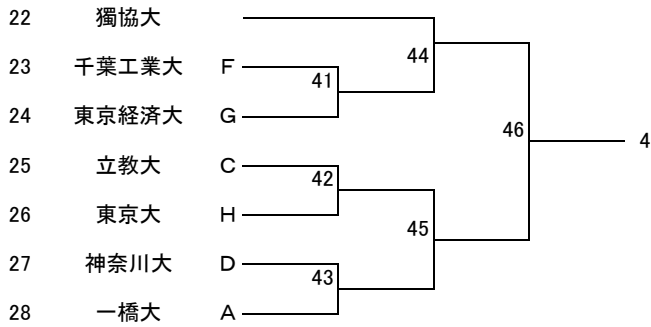 22 獨協大
44
23 千葉工業大 F
41
24 東京経済大 G
46 4
25 立教大 C
42
26 東京大 H
45
27 神奈川大 D
43
28 一橋大 A